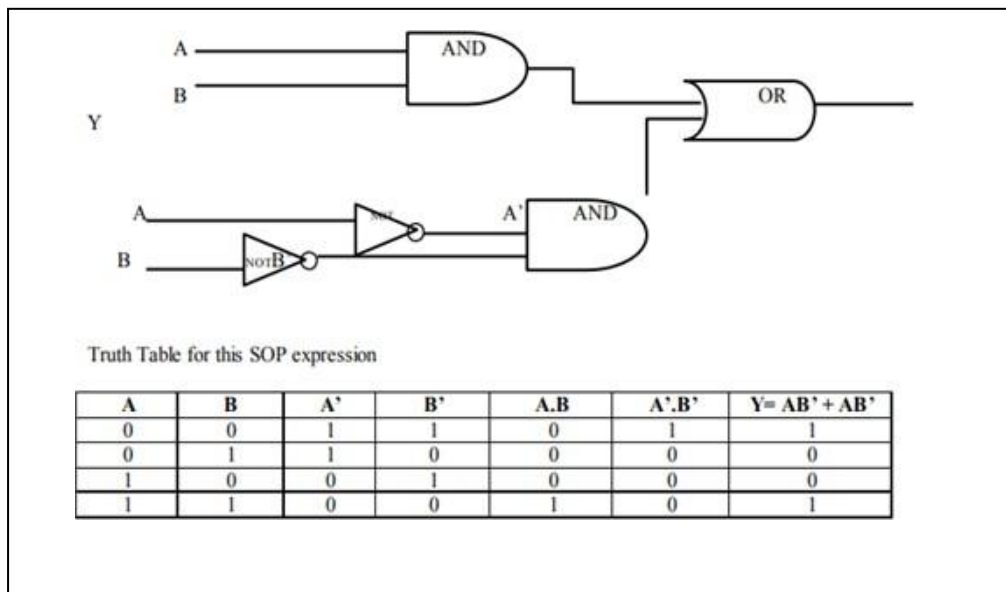 A AND
B OR
Y
A NOT A' AND
B NOTB
Truth Table for this SOP expression
A B A' B' A.B A'.B' Y= AB' + AB'
0 0 1 1 0 1 1
0 1 1 0 0 0 0
1 0 0 1 0 0 0
1 1 0 0 1 0 1